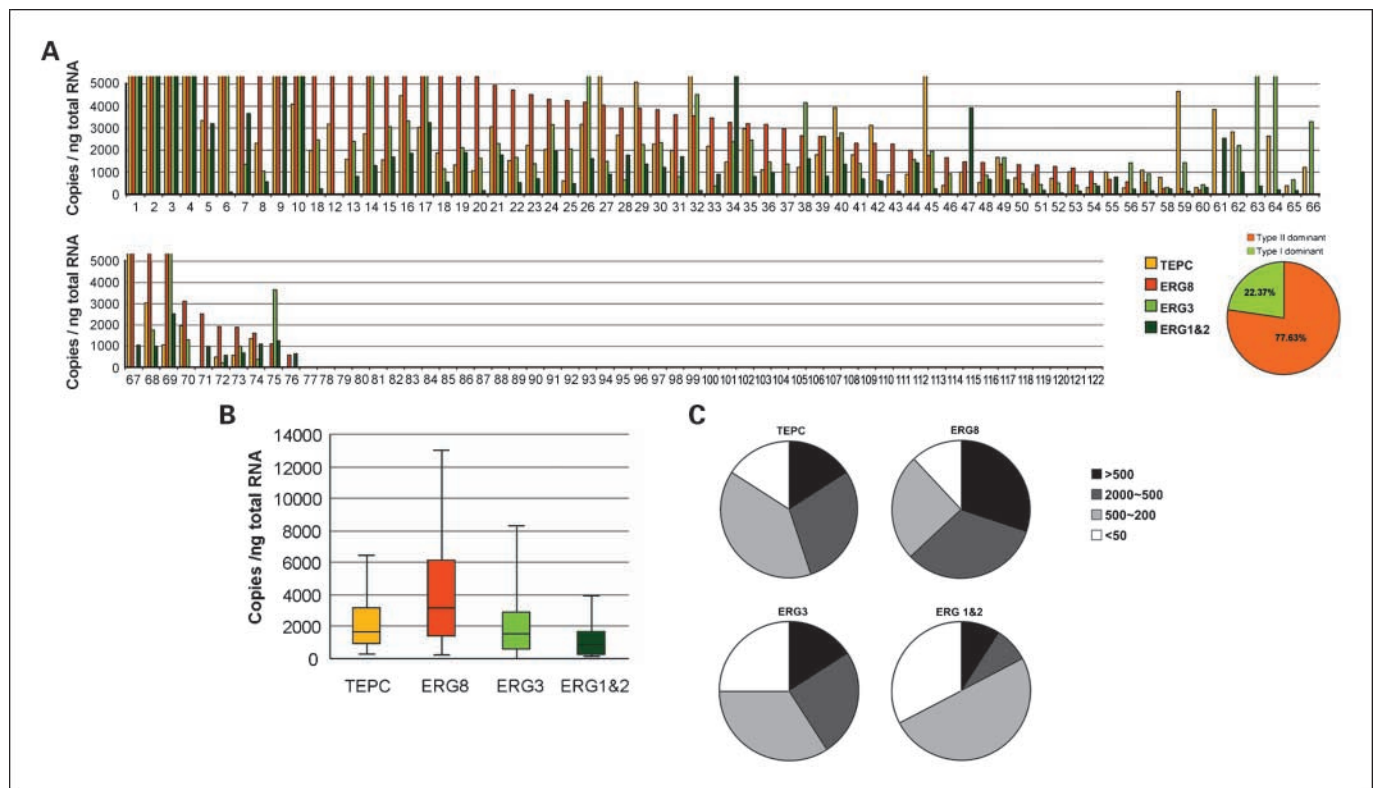 A
Copies / ng total RNA
5000
4000
3000
2000
1000
0
1 2 3 4 5 6 7 8 9 10 18 12 13 14 15 16 17 18 19 20 21 22 23 24 25 26 27 28 29 30 31 32 33 34 35 36 37 38 39 40 41 42 43 44 45 46 47 48 49 50 51 52 53 54 55 56 57 58 59 60 61 62 63 64 65 66
Copies / ng total RNA
5000
4000
3000
2000
1000
0
67 68 69 70 71 72 73 74 75 76 77 78 79 80 81 82 83 84 85 86 87 88 89 90 91 92 93 94 95 96 97 98 99 100 101 102 103 104 105 106 107 108 109 110 111 112 113 114 115 116 117 118 119 120 121 122
TEPC
ERG8
ERG3
ERG1&2
Type II dominant
Type I dominant
22.37%
77.63%
B
Copies /ng total RNA
14000
12000
10000
8000
6000
4000
2000
0
TEPC ERG8 ERG3 ERG1&2
C
TEPC
ERG8
>500
2000~500
500~200
<50
ERG3
ERG 1&2